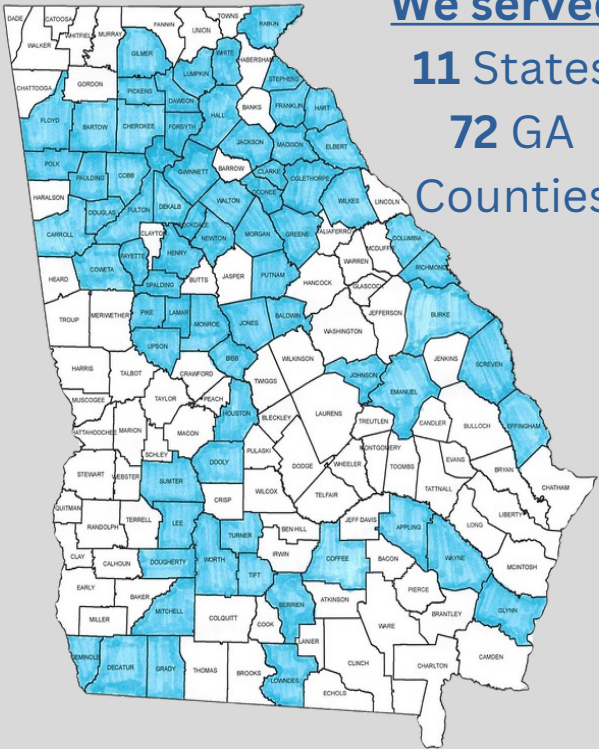 We served
11 States
72 GA
Counties
DADE
CATOOSA
WHITFIELD
MURRAY
FANNIN
UNION
TOWNS
RABUN
WALKER
GILMER
WHITE
HABERSHAM
LUMPKIN
STEPHENS
CHATTOOGA
GORDON
PICKENS
DAWSON
BANKS
FRANKLIN
HART
HALL
FLOYD
BARTOW
CHEROKEE
FORSYTH
JACKSON
MADISON
ELBERT
POLK
PAULDING
COBB
GWINNETT
BARROW
CLARKE
OCONEE
OGLETHORPE
HARALSON
DOUGLAS
FULTON
DEKALB
WALTON
WILKES
LINCOLN
CARROLL
CLAYTON
ROCKDALE
NEWTON
MORGAN
GREENE
TALIAFERRO
MCDUFFIE
COLUMBIA
FAYETTE
HENRY
WARREN
RICHMOND
HEARD
COWETA
SPALDING
BUTTS
JASPER
PUTNAM
HANCOCK
GLASCOCK
TROUP
MERIWETHER
PIKE
LAMAR
MONROE
JONES
BALDWIN
JEFFERSON
BURKE
WASHINGTON
UPSON
BIBB
WILKINSON
JENKINS
SCREVEN
HARRIS
TALBOT
CRAWFORD
TWIGGS
JOHNSON
EMANUEL
MUSCOGEE
TAYLOR
PEACH
HOUSTON
BLECKLEY
LAURENS
TREUTLEN
CANDLER
BULLOCH
EFFINGHAM
CHATTAHOOCHEE
MARION
MACON
SCHLEY
PULASKI
MONTGOMERY
DODGE
WHEELER
TOOMBS
EVANS
BRYAN
CHATHAM
STEWART
WEBSTER
SUMTER
DOOLY
CRISP
WILCOX
TELFAIR
TATTNALL
LIBERTY
LONG
QUITMAN
RANDOLPH
TERRELL
LEE
TURNER
BEN HILL
JEFF DAVIS
APPLING
WAYNE
MCINTOSH
CLAY
CALHOUN
DOUGHERTY
WORTH
TIFT
IRWIN
COFFEE
BACON
PIERCE
EARLY
BAKER
MITCHELL
COLQUITT
COOK
BERRIEN
ATKINSON
WARE
BRANTLEY
GLYNN
MILLER
LANIER
CLINCH
CHARLTON
CAMDEN
SEMINOLE
DECATUR
GRADY
THOMAS
BROOKS
LOWNDES
ECHOLS